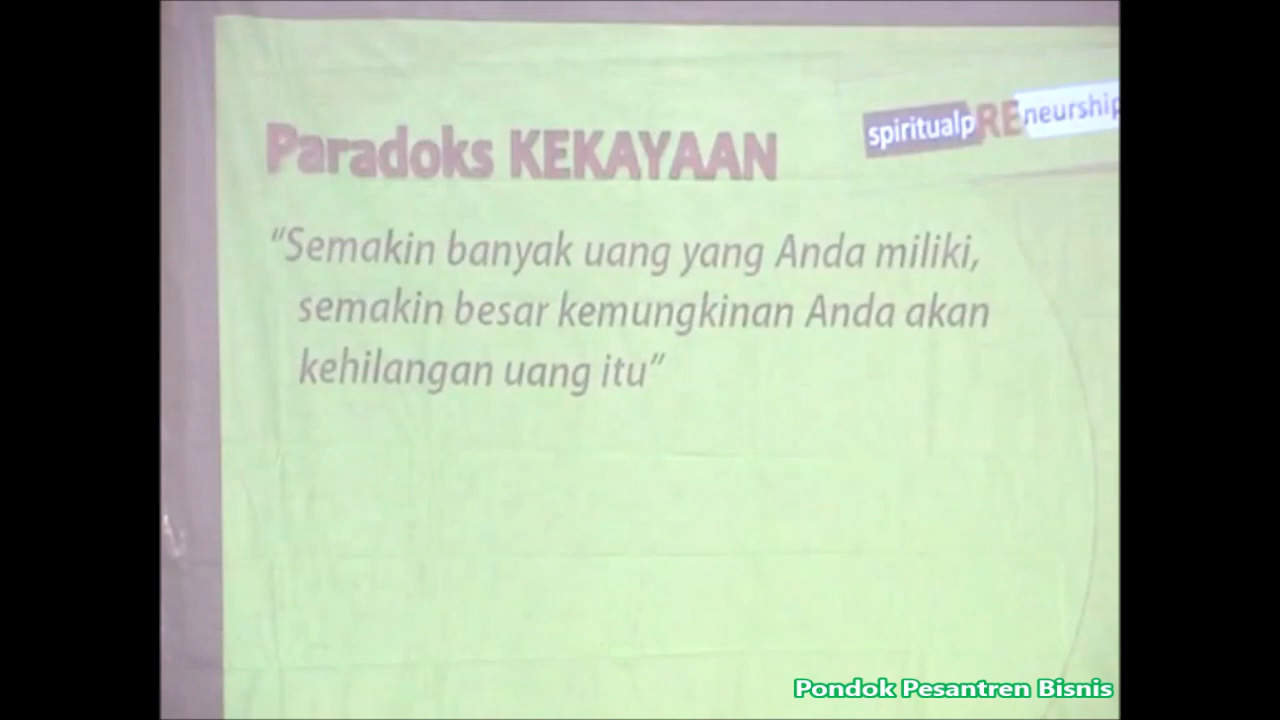 spiritualpREneurship
Paradoks KEKAYAAN
“Semakin banyak uang yang Anda miliki,
semakin besar kemungkinan Anda akan
kehilangan uang itu”
Pondok Pesantren Bisnis